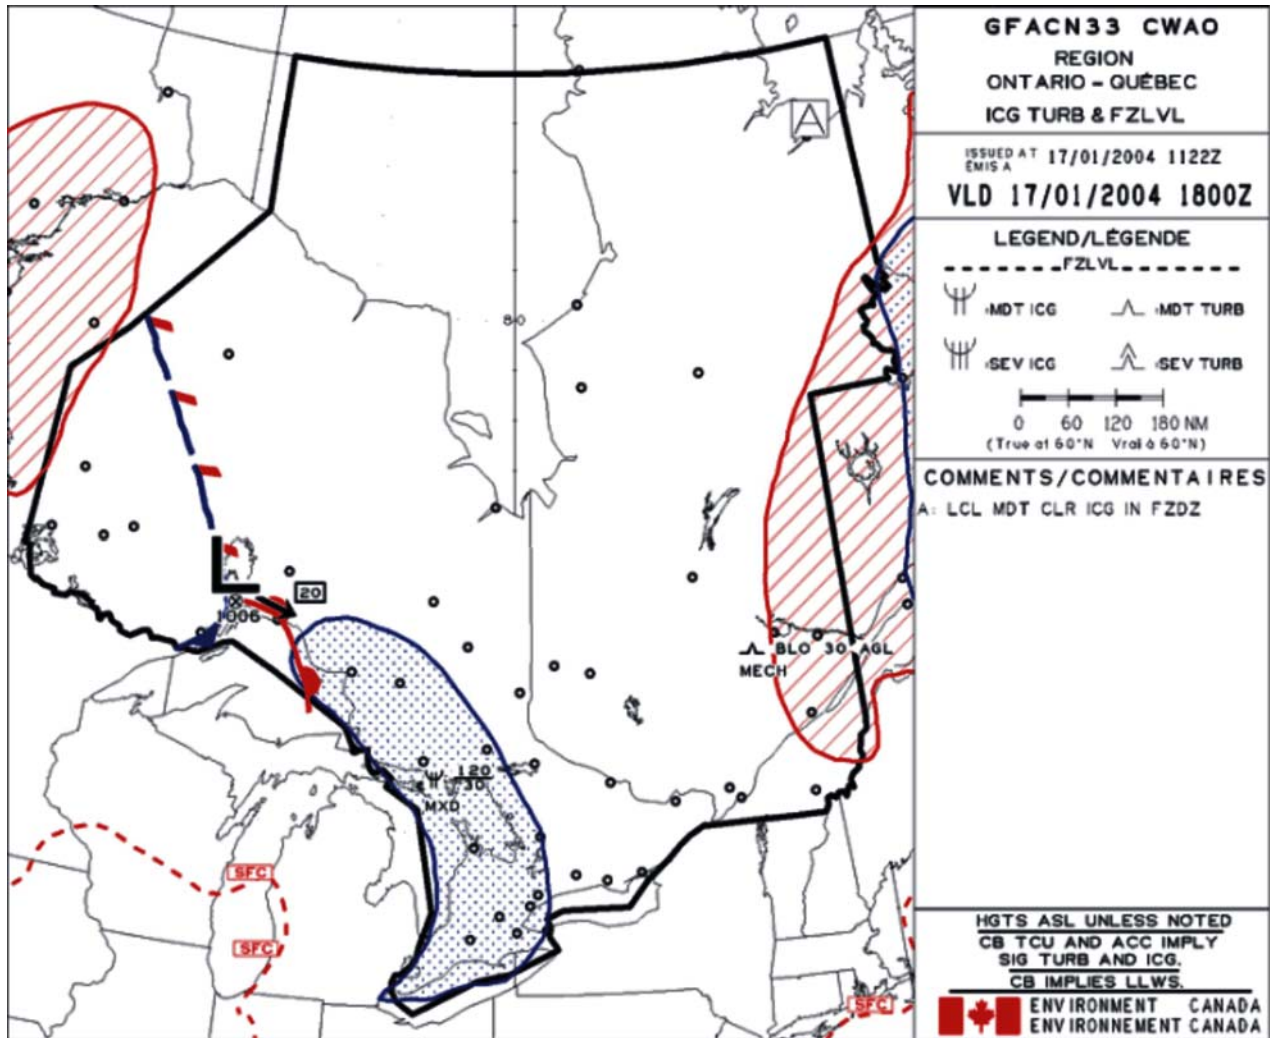 GFACN33 CWAO
REGION
ONTARIO - QUÉBEC
ICG TURB & FZLVL
ISSUED AT 17/01/2004 1122Z
ÉMIS A
VLD 17/01/2004 1800Z
LEGEND/LÉGENDE
FZLVL
MDT ICG
MDT TURB
SEV ICG
SEV TURB
0 60 120 180 NM
(True at 60°N Vrai à 60°N)
COMMENTS/COMMENTAIRES
A: LCL MDT CLR ICG IN FZDZ
A
80
L
20
1006
BLO 30 AGL
MECH
120
30
MXD
SFC
SFC
SFC
HGTS ASL UNLESS NOTED
CB TCU AND ACC IMPLY
SIG TURB AND ICG.
CB IMPLIES LLWS.
ENVIRONMENT CANADA
ENVIRONNEMENT CANADA